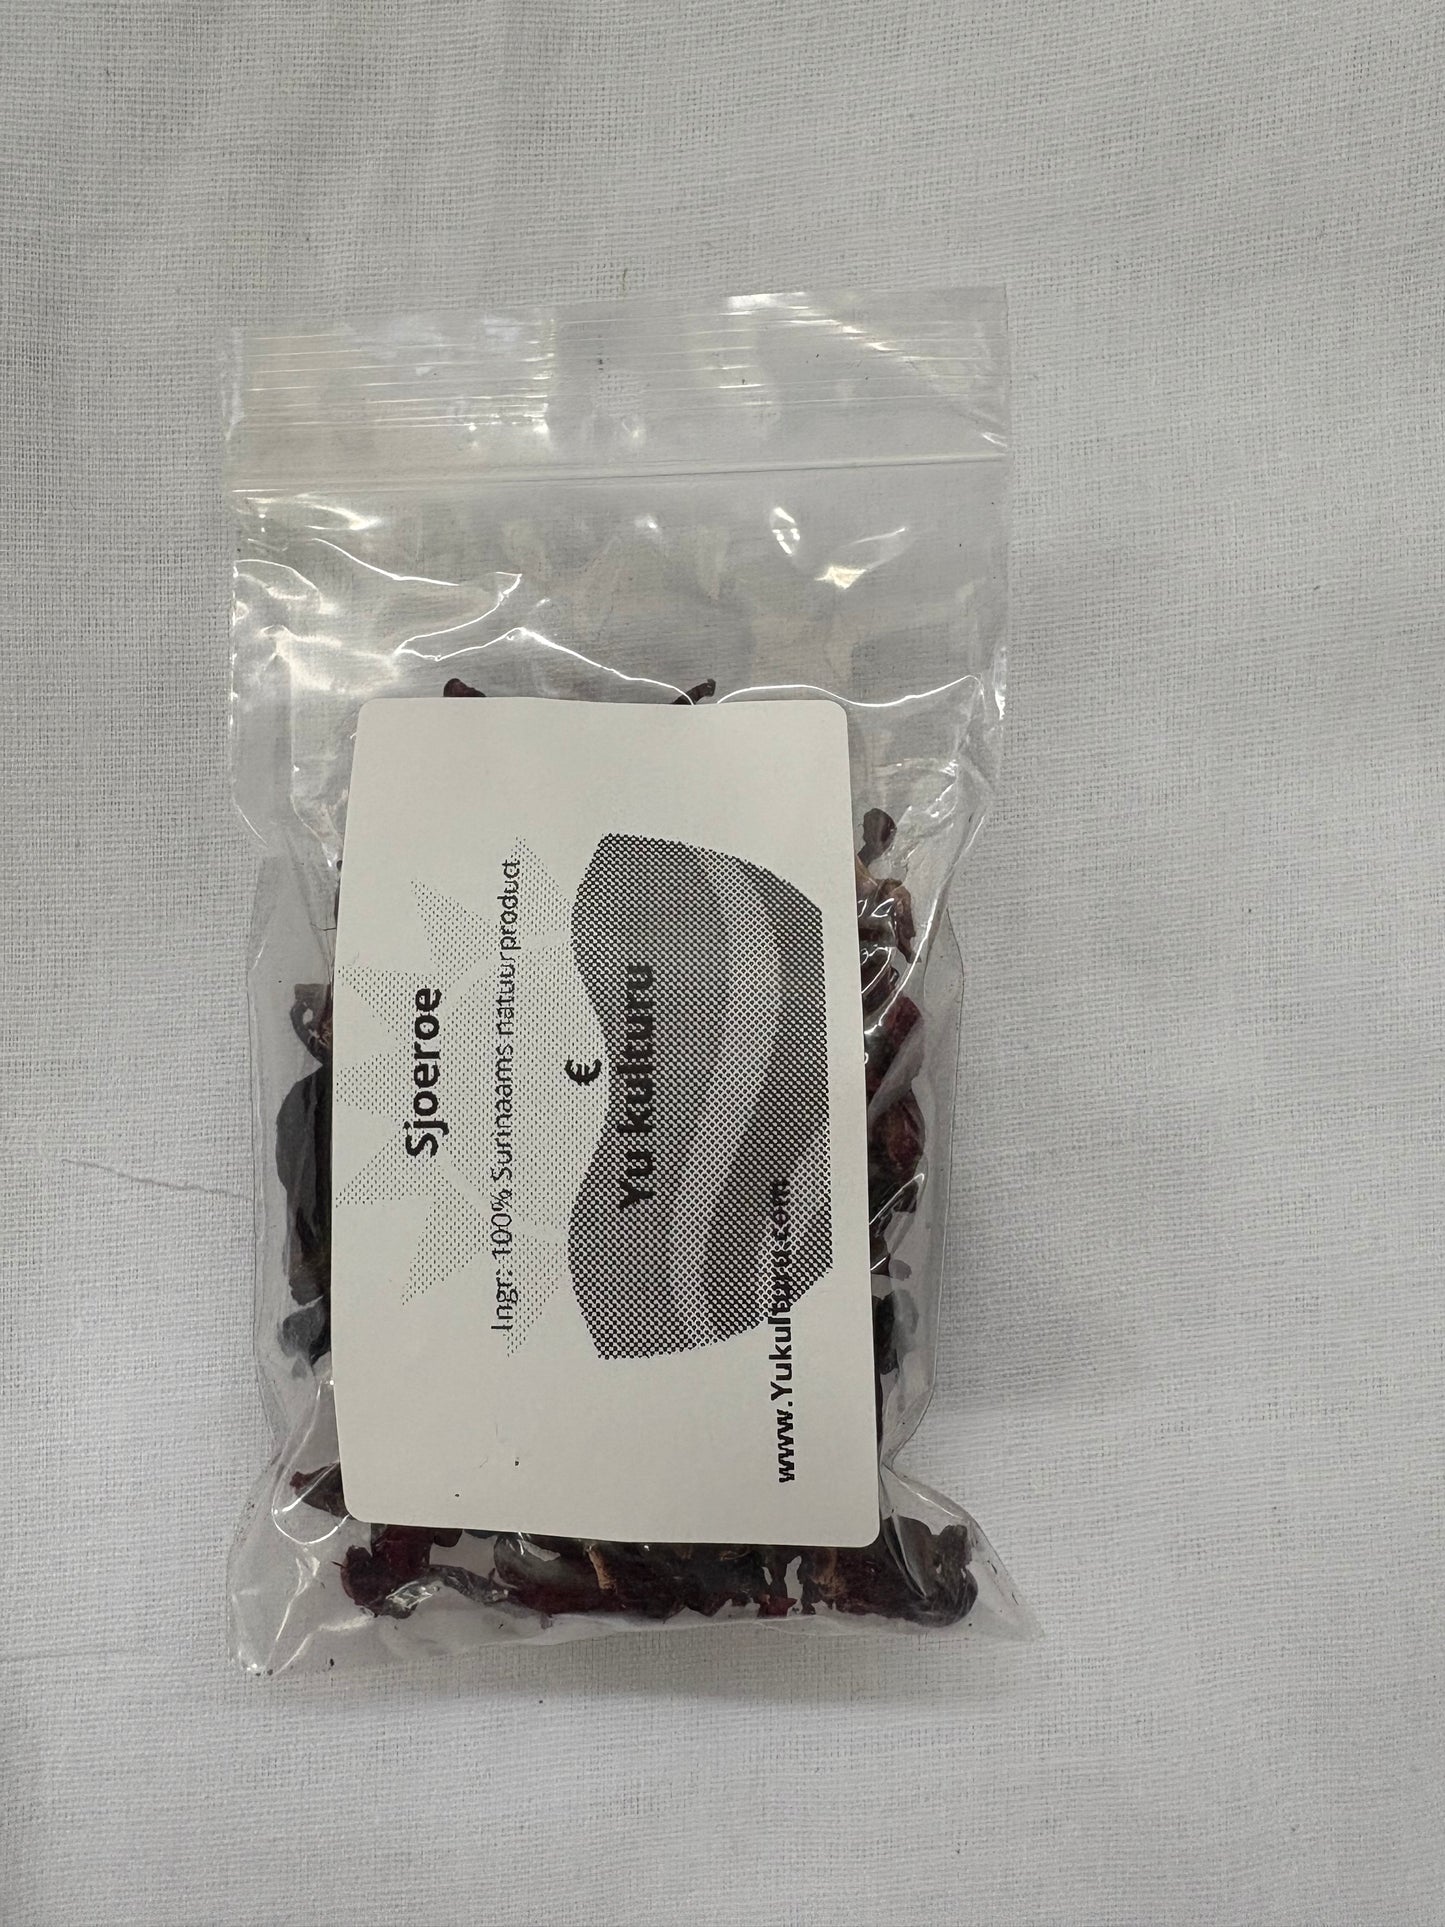 Sjoeroe
Ingr: 100% Surinaams natuurproduct
€
Yu kulturu
www.Yukulturu.com